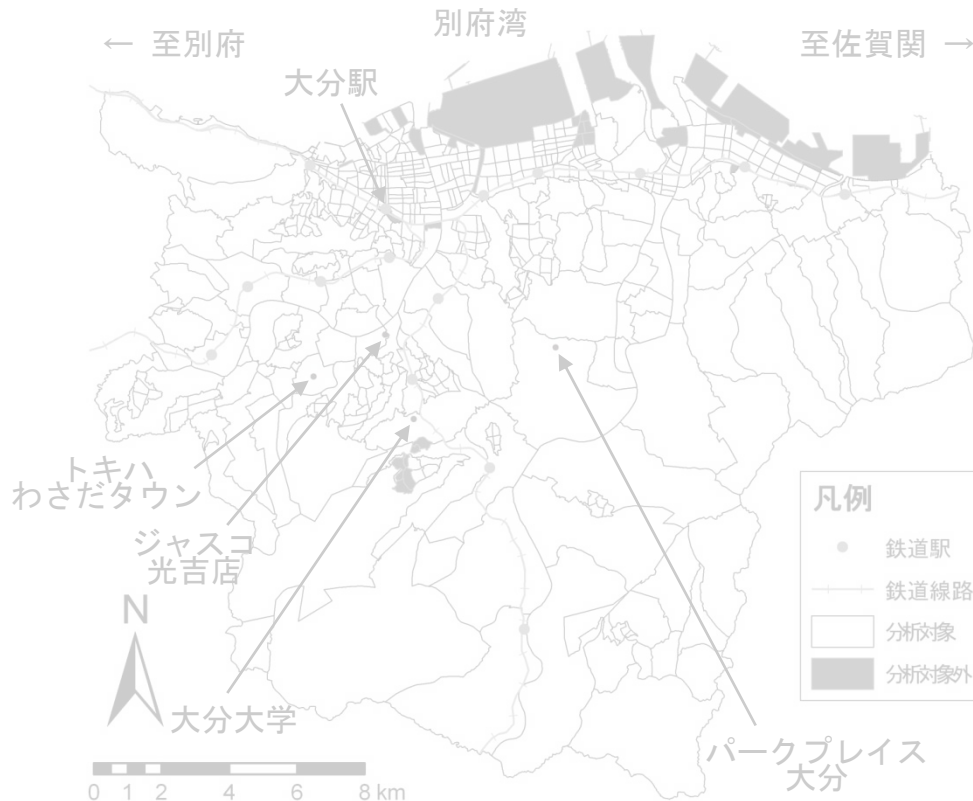 別府湾
← 至別府
至佐賀関 →
大分駅
トキハ
わさだタウン
ジャスコ
光吉店
大分大学
パークプレイス
大分
凡例
鉄道駅
鉄道線路
分析対象
分析対象外
N
0 1 2 4 6 8 km